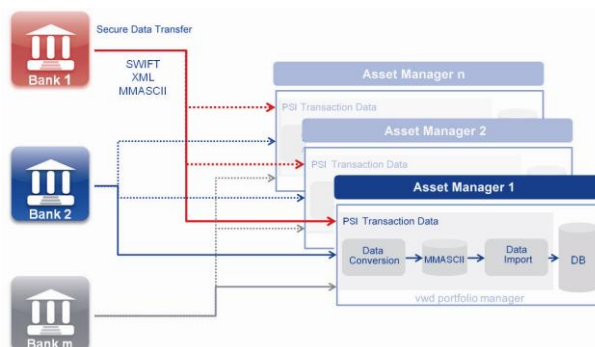 Secure Data Transfer
Bank 1
SWIFT
XML
MMASCII
Asset Manager n
PSI Transaction Data
Asset Manager 2
PSI Transaction Data
Bank 2
Asset Manager 1
PSI Transaction Data
Data
Conversion
MMASCII
Data
Import
DB
vwd portfolio manager
Bank m